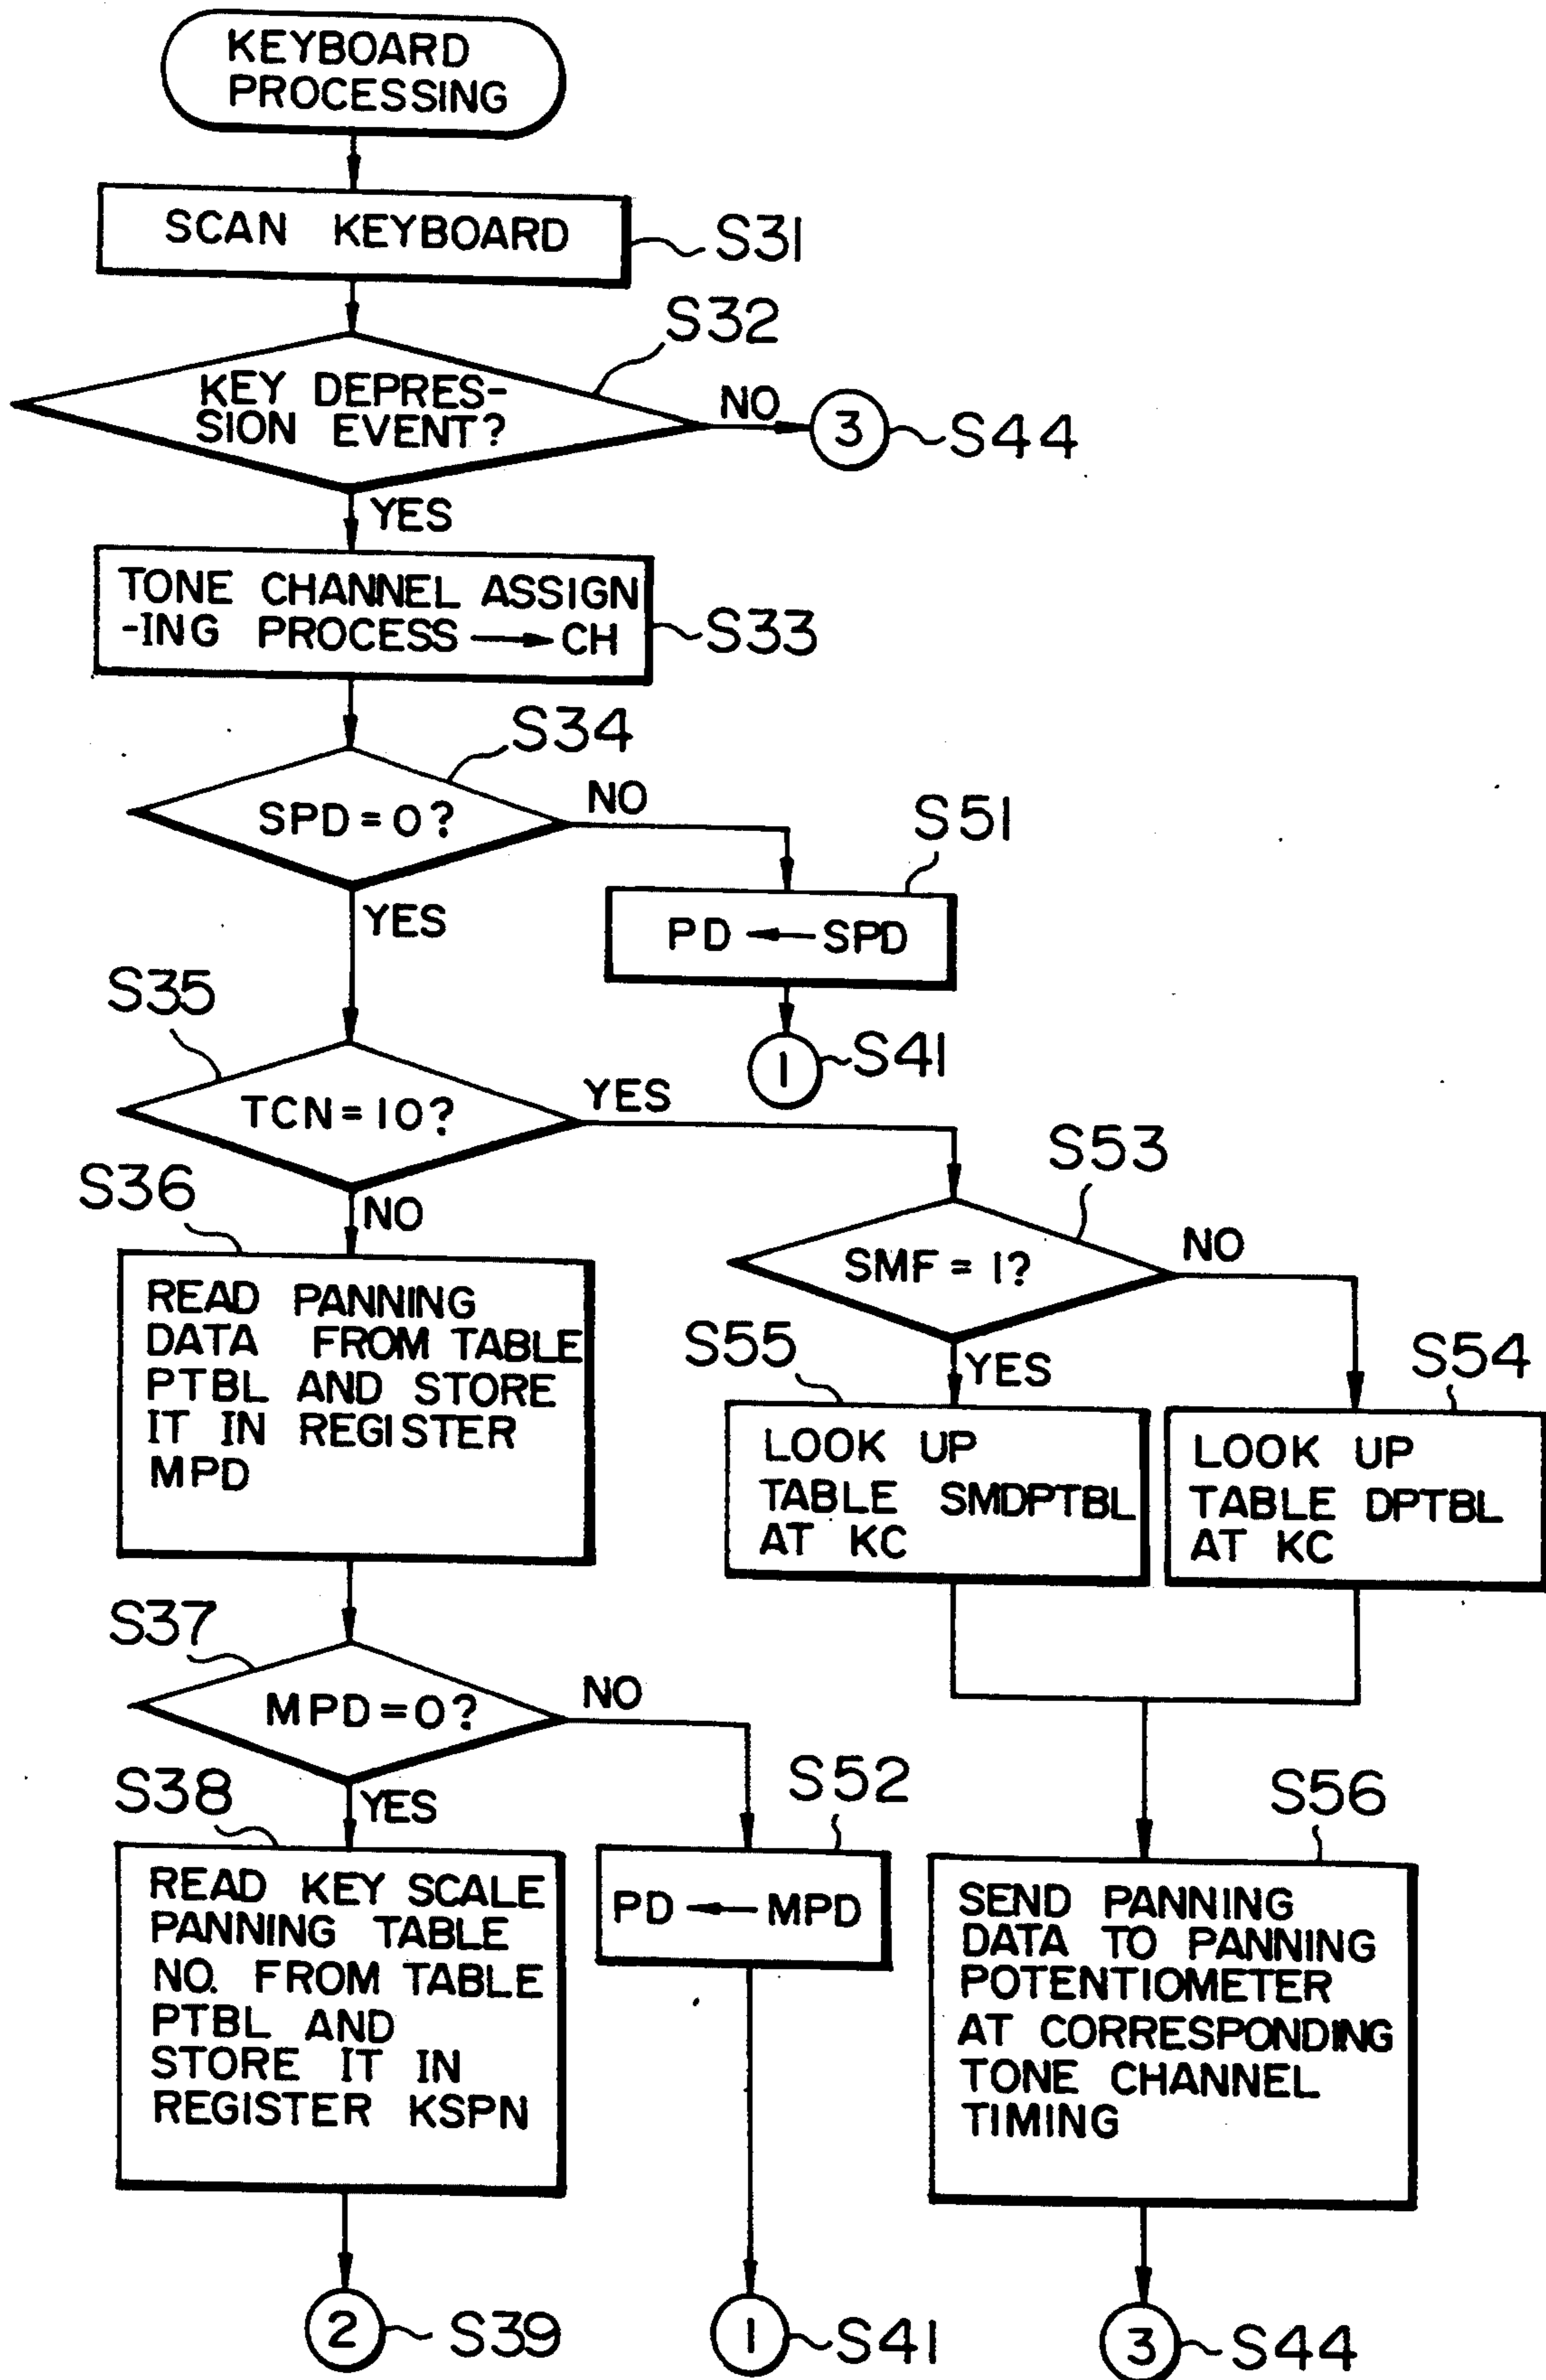 KEYBOARD
PROCESSING
SCAN KEYBOARD
S31
S32
KEY DEPRES-
SION EVENT?
NO
3
S44
YES
TONE CHANNEL ASSIGN
-ING PROCESS → CH
S33
S34
SPD=0?
NO
YES
S51
PD ← SPD
1
S41
S35
TCN=10?
YES
NO
S36
READ PANNING
DATA FROM TABLE
PTBL AND STORE
IT IN REGISTER
MPD
S53
SMF=1?
NO
YES
S55
LOOK UP
TABLE SMDPTBL
AT KC
S54
LOOK UP
TABLE DPTBL
AT KC
S37
MPD=0?
NO
YES
S38
READ KEY SCALE
PANNING TABLE
NO. FROM TABLE
PTBL AND
STORE IT IN
REGISTER KSPN
S52
PD ← MPD
S56
SEND PANNING
DATA TO PANNING
POTENTIOMETER
AT CORRESPONDING
TONE CHANNEL
TIMING
2
S39
1
S41
3
S44